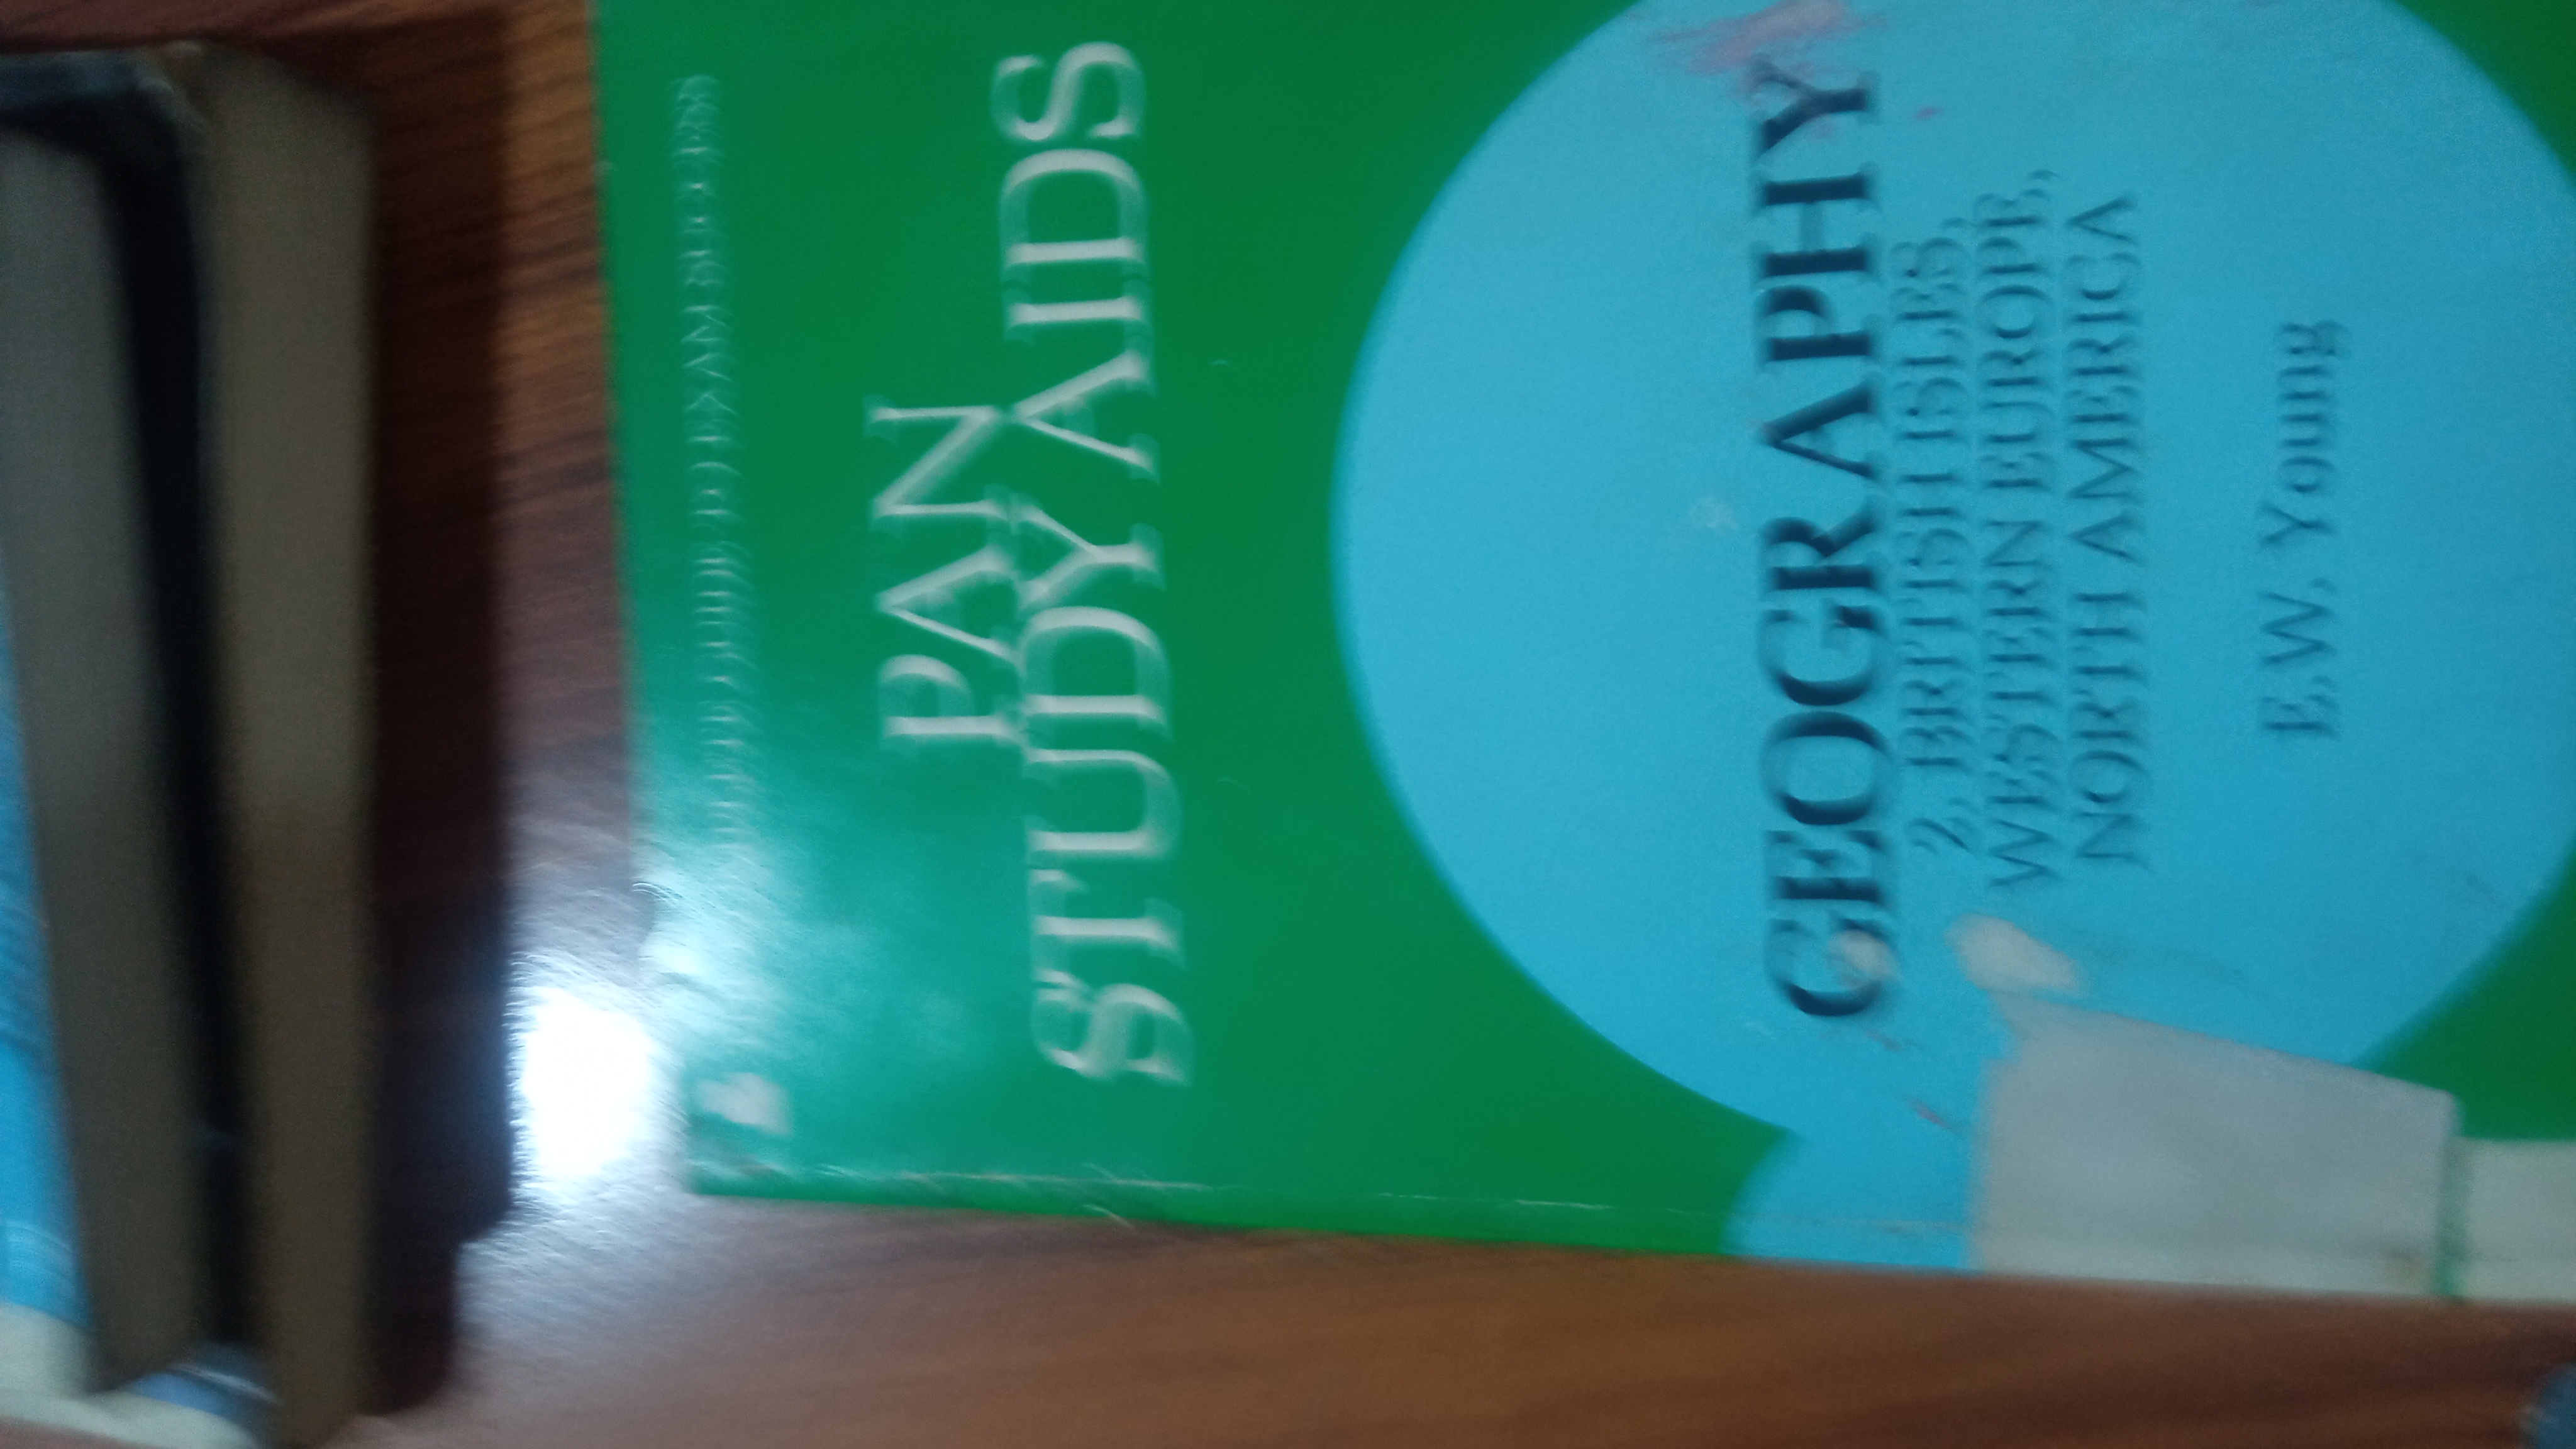 PAN
STUDY AIDS
GEOGRAPHY
2. BRITISH ISLES,
WESTERN EUROPE,
NORTH AMERICA
E.W. Young